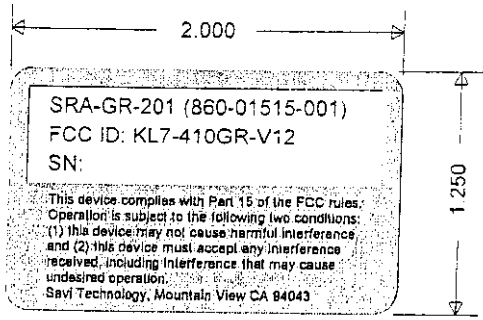 2.000
SRA-GR-201 (860-01515-001)
FCC ID: KL7-410GR-V12
SN:
1.250
This device complies with Part 15 of the FCC rules.
Operation is subject to the following two conditions:
(1) this device may not cause harmful interference
and (2) this device must accept any interference
received, including interference that may cause
undesired operation.
Savi Technology, Mountain View CA 94043